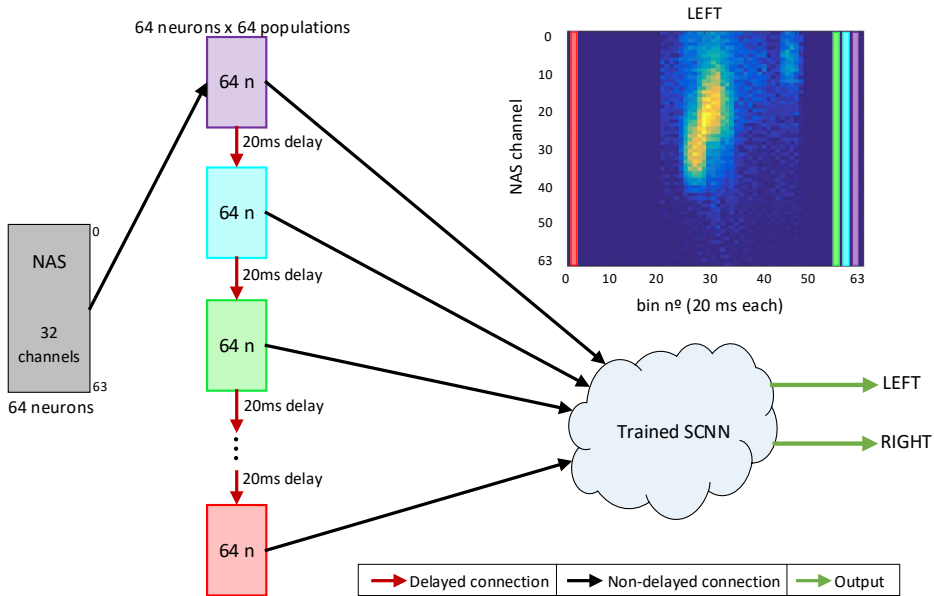 64 neurons x 64 populations
64 n
20ms delay
64 n
20ms delay
64 n
20ms delay
20ms delay
64 n
0
NAS
32
channels
63
64 neurons
LEFT
NAS channel
0
10
20
30
40
50
63
0 10 20 30 40 50 63
bin nº (20 ms each)
Trained SCNN
LEFT
RIGHT
Delayed connection
Non-delayed connection
Output